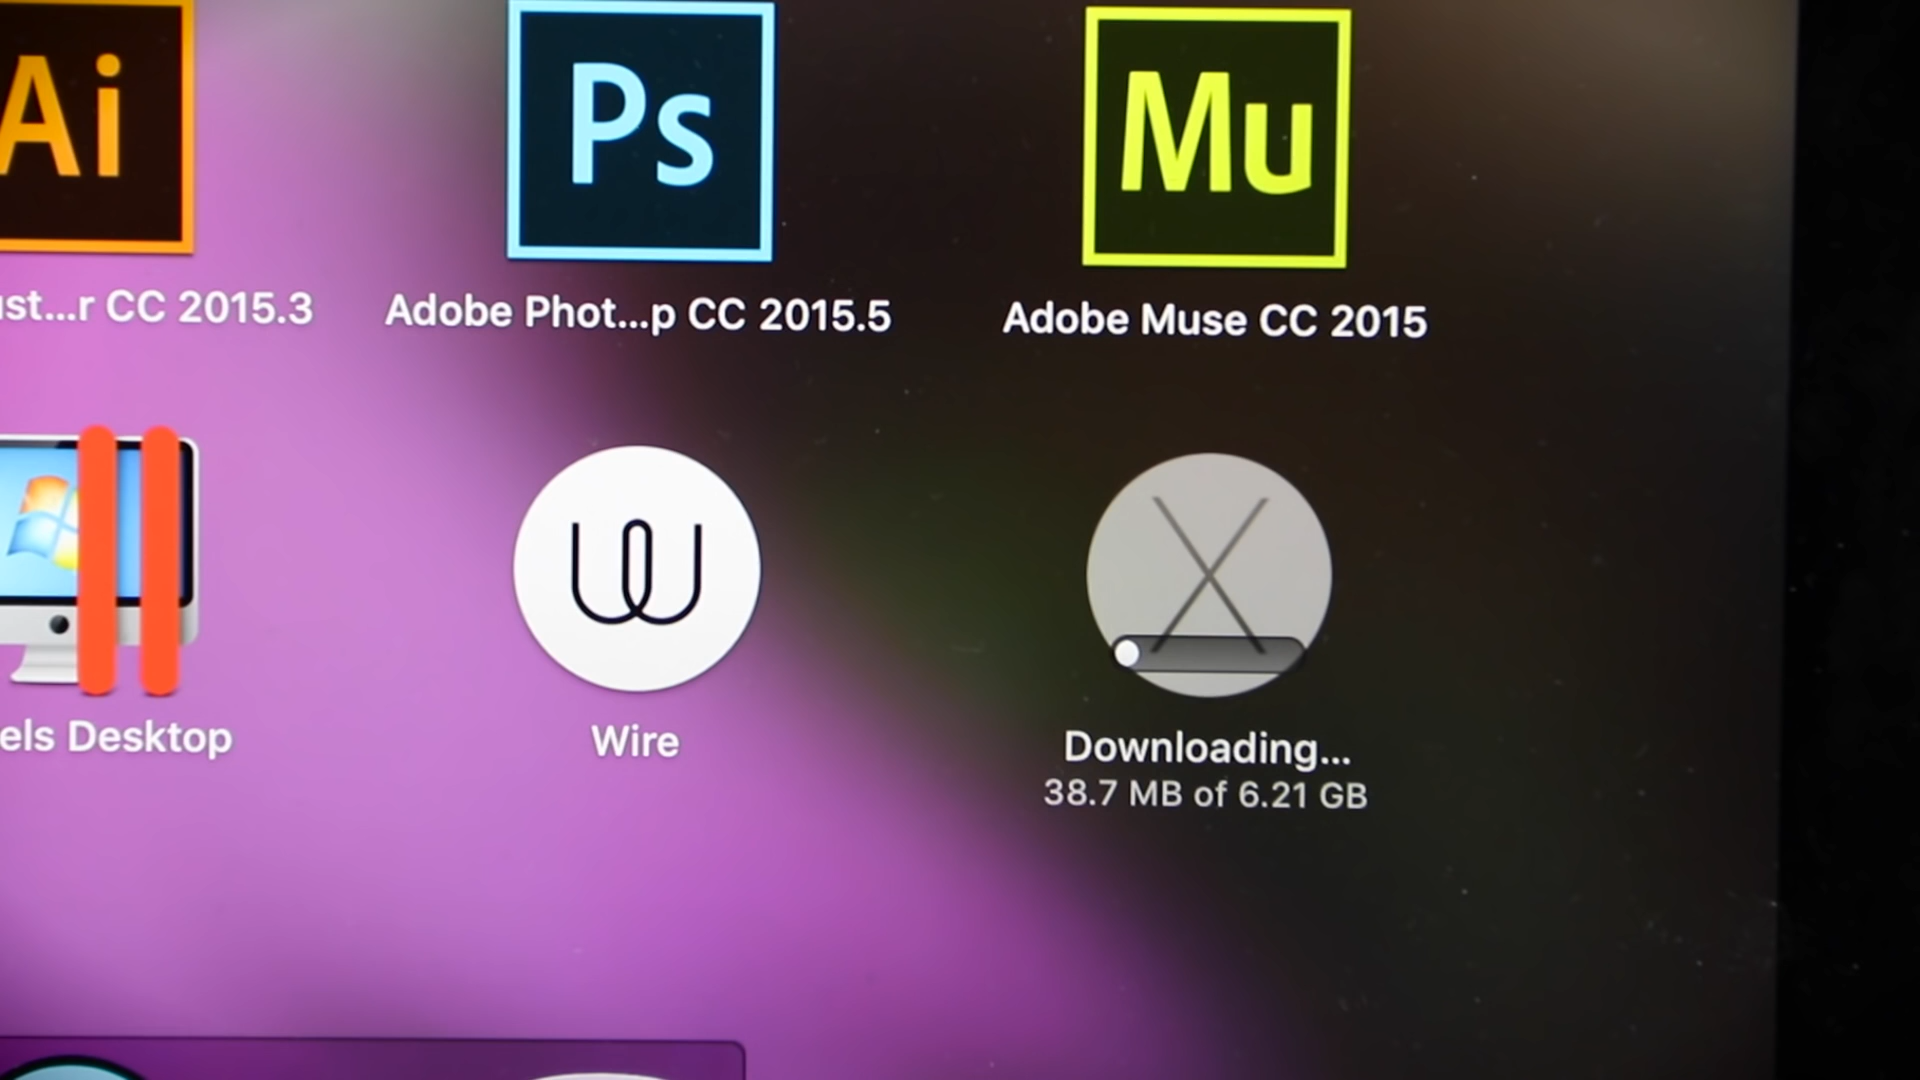 Ai
Ps
Mu
ust...r CC 2015.3
Adobe Phot...p CC 2015.5
Adobe Muse CC 2015
els Desktop
Wire
Downloading...
38.7 MB of 6.21 GB